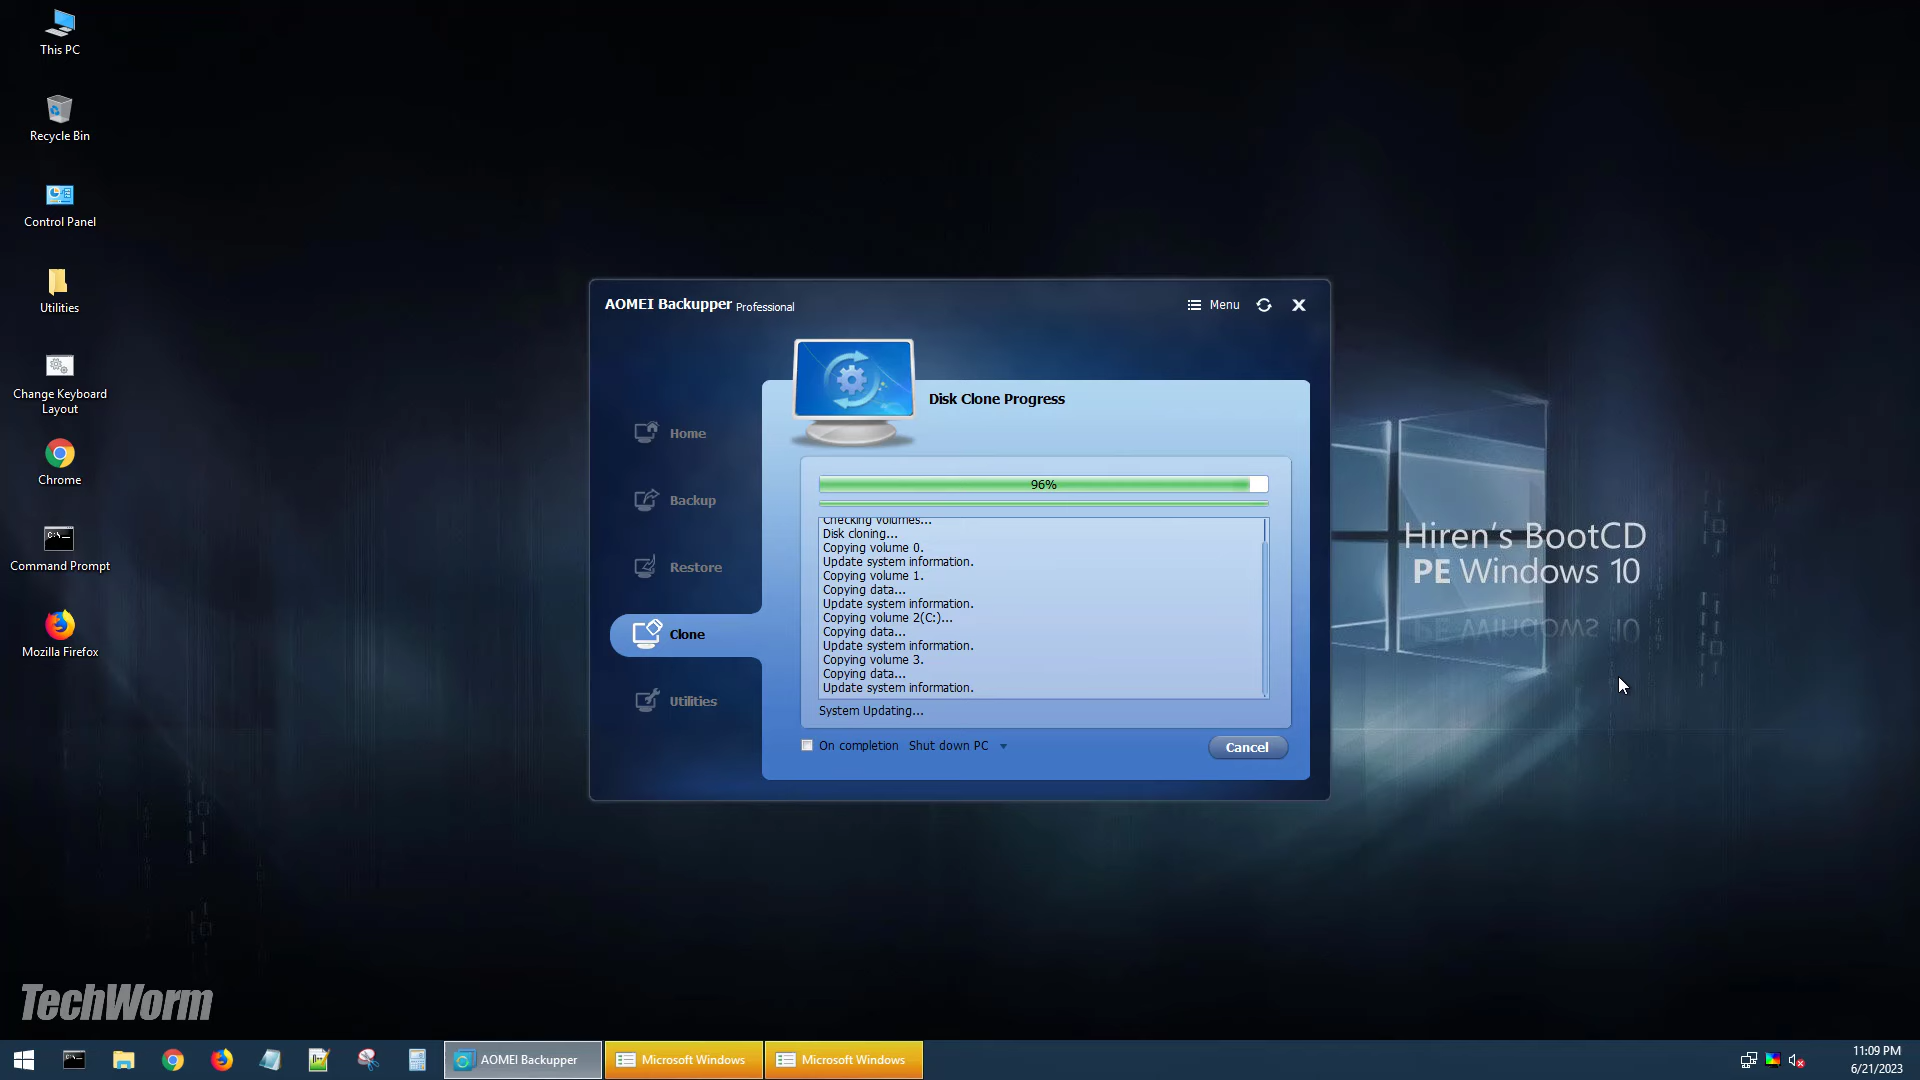 This PC
Recycle Bin
Control Panel
Utilities
Change Keyboard
Layout
Chrome
Command Prompt
Mozilla Firefox
AOMEI Backupper Professional
Menu
Disk Clone Progress
Home
Backup
Restore
Clone
Utilities
96%
Checking volumes...
Disk cloning...
Copying volume 0.
Update system information.
Copying volume 1.
Copying data...
Update system information.
Copying volume 2(C:)...
Copying data...
Update system information.
Copying volume 3.
Copying data...
Update system information.
System Updating...
On completion Shut down PC
Cancel
Hiren's BootCD
PE Windows 10
PE Windows 10
TechWorm
AOMEI Backupper
Microsoft Windows
Microsoft Windows
11:09 PM
6/21/2023